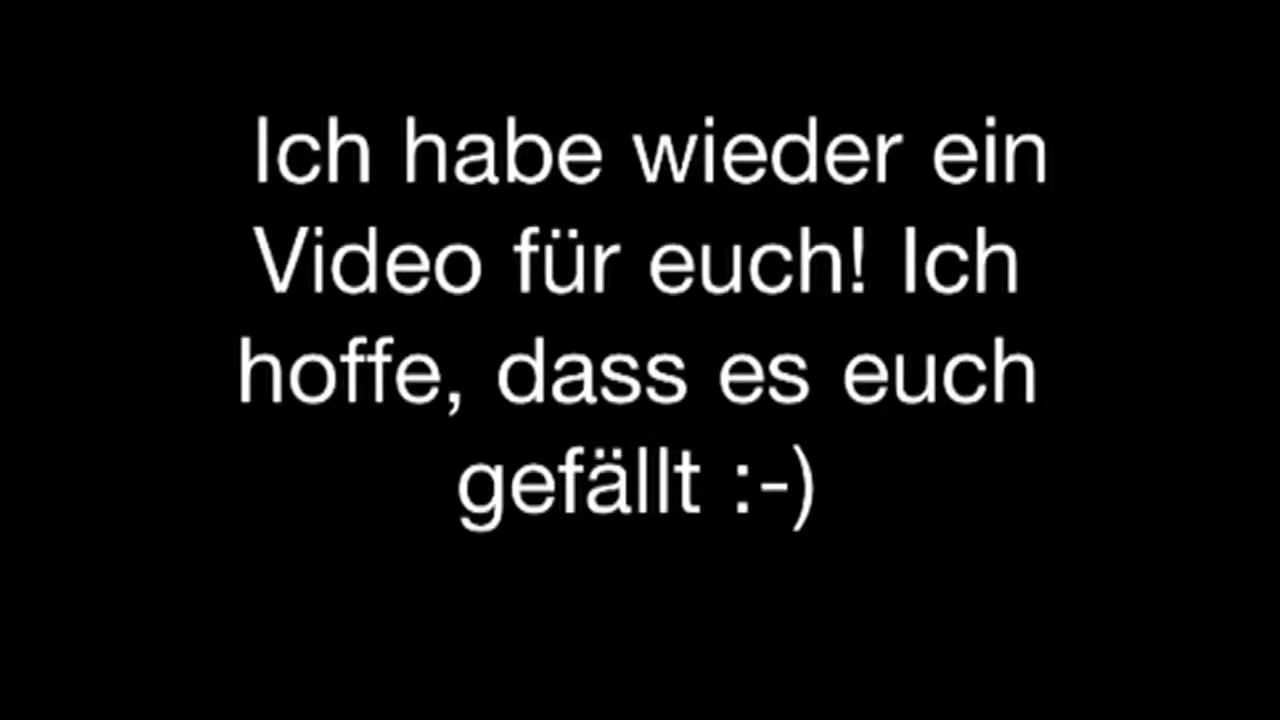 Ich habe wieder ein
Video für euch! Ich
hoffe, dass es euch
gefällt :-)